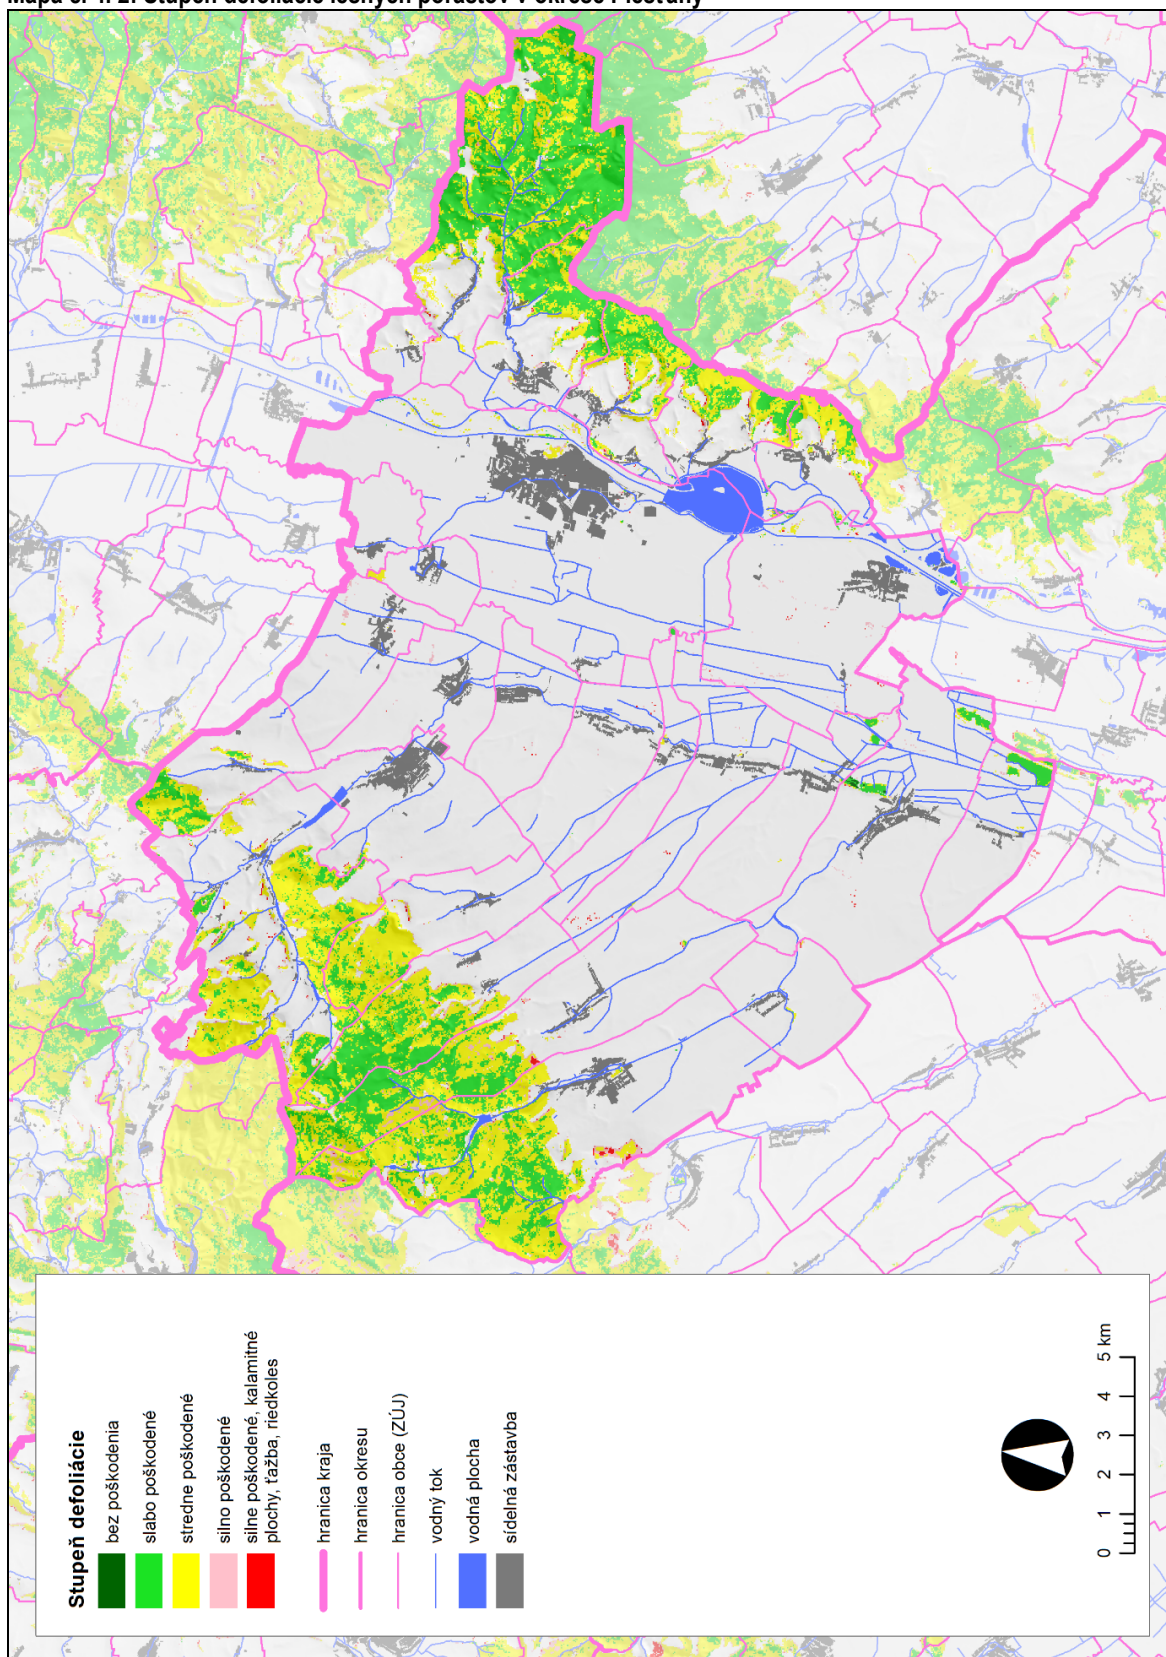 Stupeň defoliácie
bez poškodenia
slabo poškodené
stredne poškodené
silno poškodené
silne poškodené, kalamitné
plochy, ťažba, riedkoles
hranica kraja
hranica okresu
hranica obce (ZÚJ)
vodný tok
vodná plocha
sídelná zástavba
0 1 2 3 4 5 km